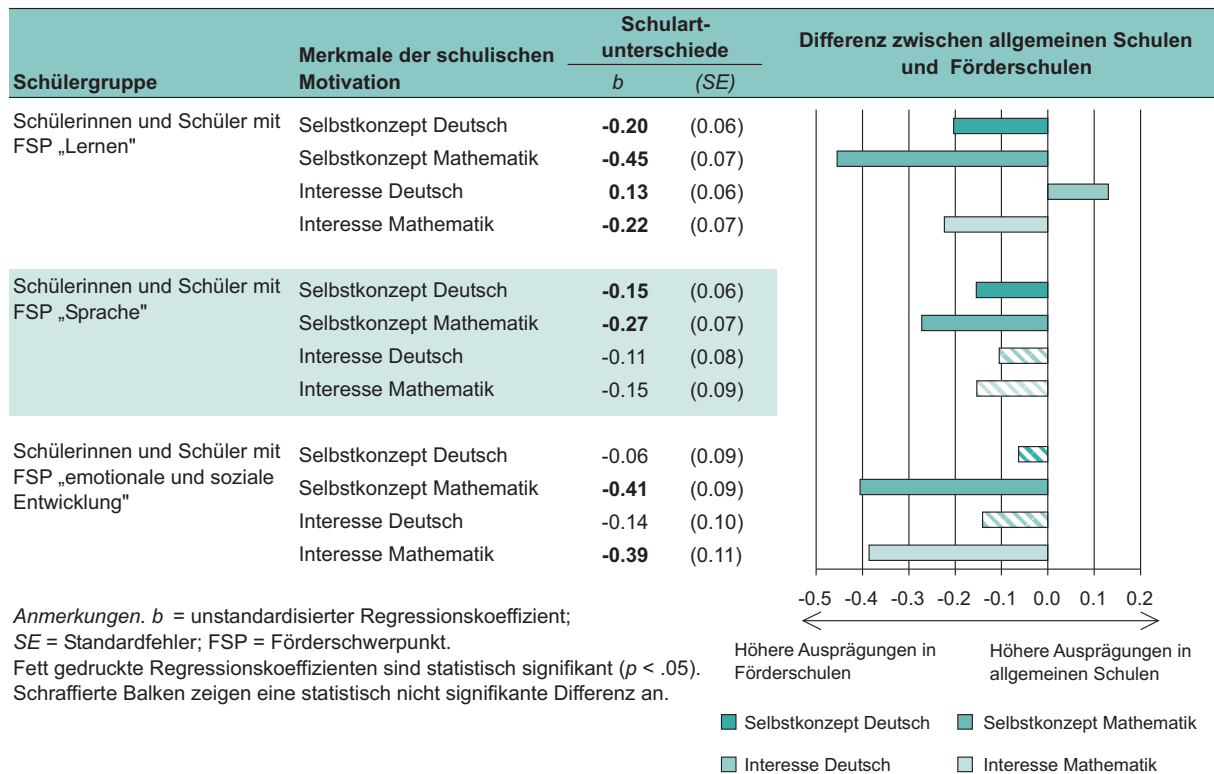 Schülergruppe
Merkmale der schulischen
Motivation
Schulart-
unterschiede
b (SE)
Differenz zwischen allgemeinen Schulen
und Förderschulen
Schülerinnen und Schüler mit
FSP „Lernen"
Selbstkonzept Deutsch -0.20 (0.06)
Selbstkonzept Mathematik -0.45 (0.07)
Interesse Deutsch 0.13 (0.06)
Interesse Mathematik -0.22 (0.07)
Schülerinnen und Schüler mit
FSP „Sprache"
Selbstkonzept Deutsch -0.15 (0.06)
Selbstkonzept Mathematik -0.27 (0.07)
Interesse Deutsch -0.11 (0.08)
Interesse Mathematik -0.15 (0.09)
Schülerinnen und Schüler mit
FSP „emotionale und soziale
Entwicklung"
Selbstkonzept Deutsch -0.06 (0.09)
Selbstkonzept Mathematik -0.41 (0.09)
Interesse Deutsch -0.14 (0.10)
Interesse Mathematik -0.39 (0.11)
-0.5 -0.4 -0.3 -0.2 -0.1 0.0 0.1 0.2
Höhere Ausprägungen in
Förderschulen
Höhere Ausprägungen in
allgemeinen Schulen
Selbstkonzept Deutsch Selbstkonzept Mathematik
Interesse Deutsch Interesse Mathematik
Anmerkungen. b = unstandardisierter Regressionskoeffizient;
SE = Standardfehler; FSP = Förderschwerpunkt.
Fett gedruckte Regressionskoeffizienten sind statistisch signifikant (p < .05).
Schraffierte Balken zeigen eine statistisch nicht signifikante Differenz an.